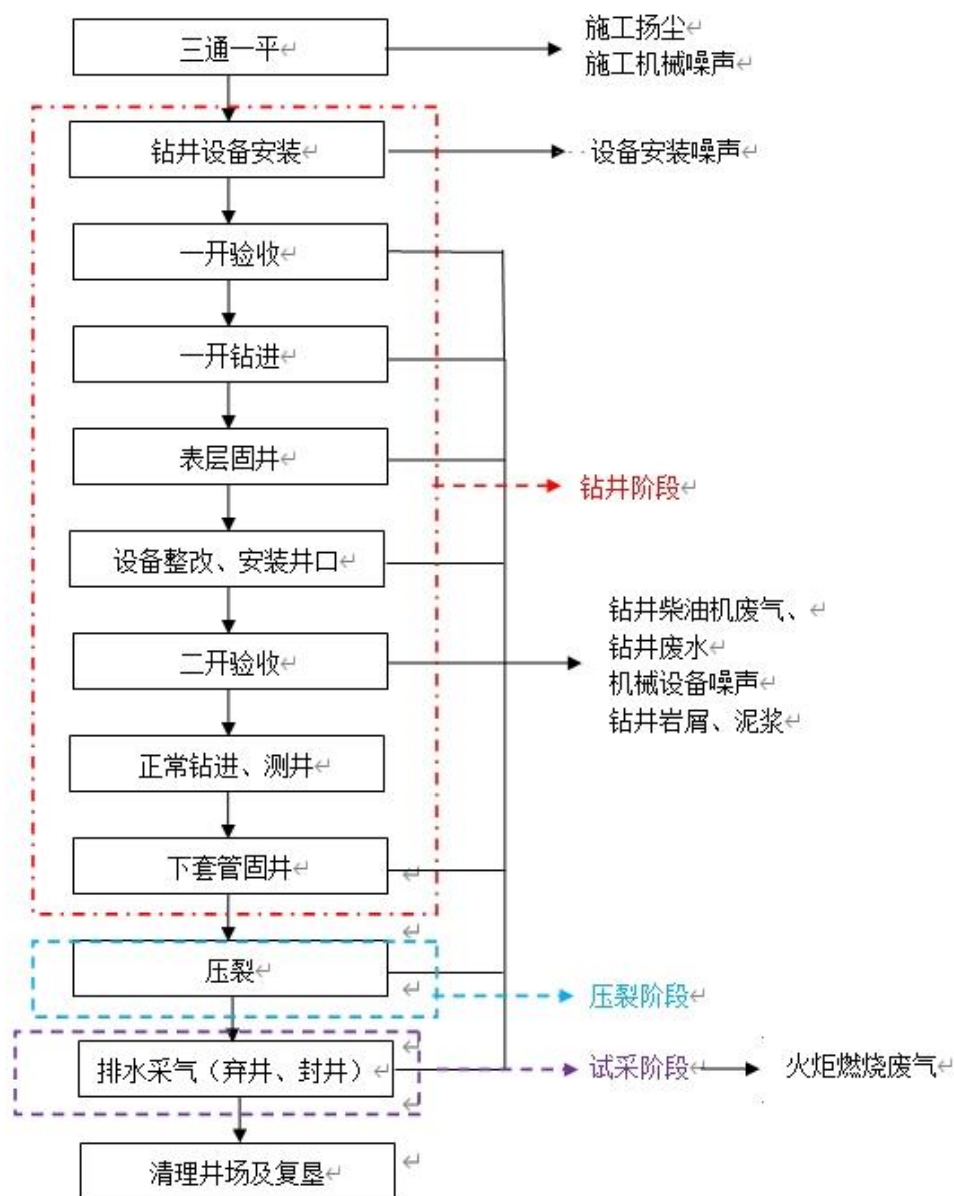 三通一平
施工扬尘
施工机械噪声
钻井设备安装
设备安装噪声
一开验收
一开钻进
表层固井
钻井阶段
设备整改、安装井口
钻井柴油机废气、
钻井废水
二开验收
机械设备噪声
钻井岩屑、泥浆
正常钻进、测井
下套管固井
压裂
压裂阶段
排水采气（弃井、封井）
试采阶段
火炬燃烧废气
清理井场及复垦